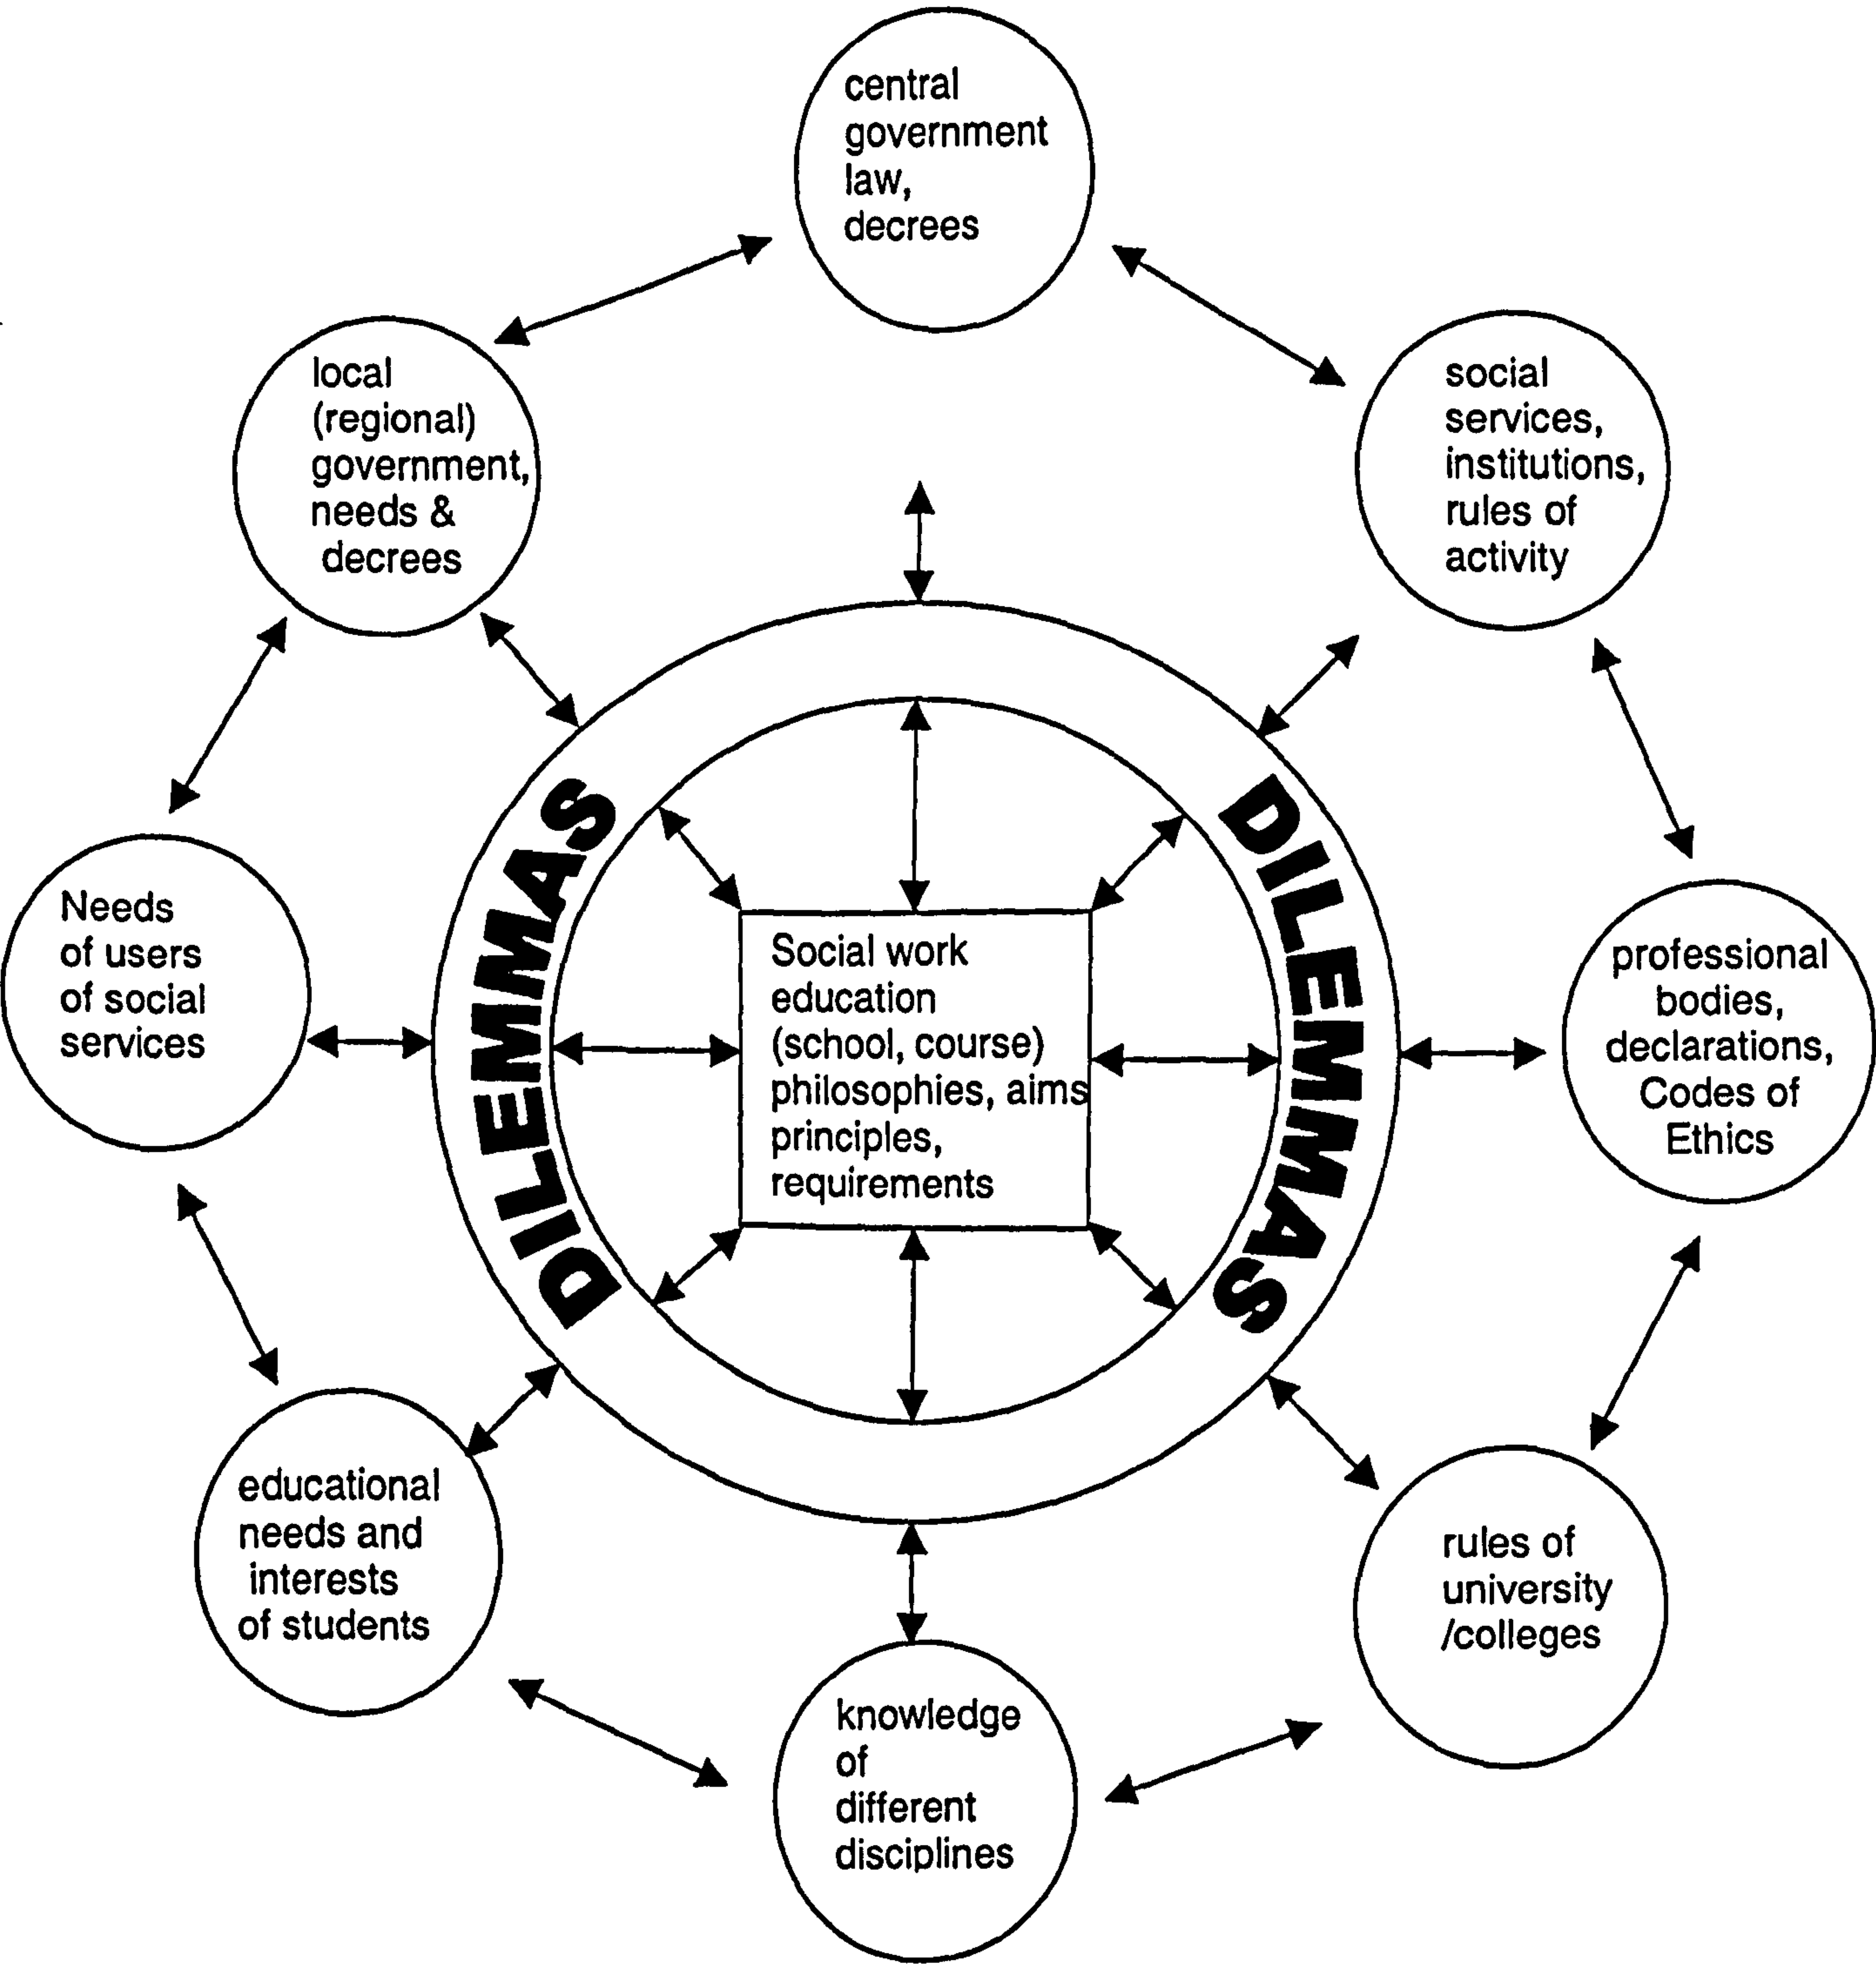 central
government
law,
decrees
local
(regional)
government,
needs &
decrees
social
services,
institutions,
rules of
activity
DILEMMAS
DILEMMAS
Needs
of users
of social
services
Social work
education
(school, course)
philosophies, aims
principles,
requirements
professional
bodies,
declarations,
Codes of
Ethics
educational
needs and
interests
of students
rules of
university
/colleges
knowledge
of
different
disciplines